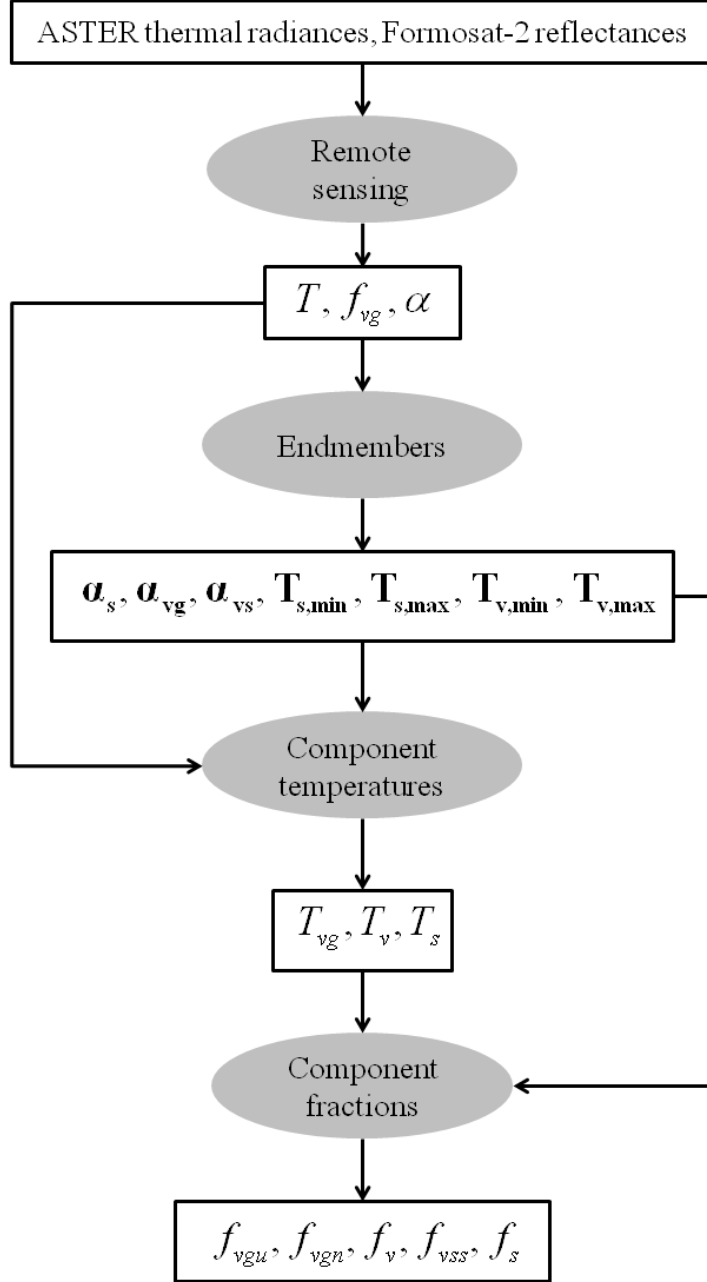 ASTER thermal radiances, Formosat-2 reflectances
Remote
sensing
T, f_vg, α
Endmembers
α_s, α_vg, α_vs, T_s,min, T_s,max, T_v,min, T_v,max
Component
temperatures
T_vg, T_v, T_s
Component
fractions
f_vgu, f_vgn, f_v, f_vss, f_s